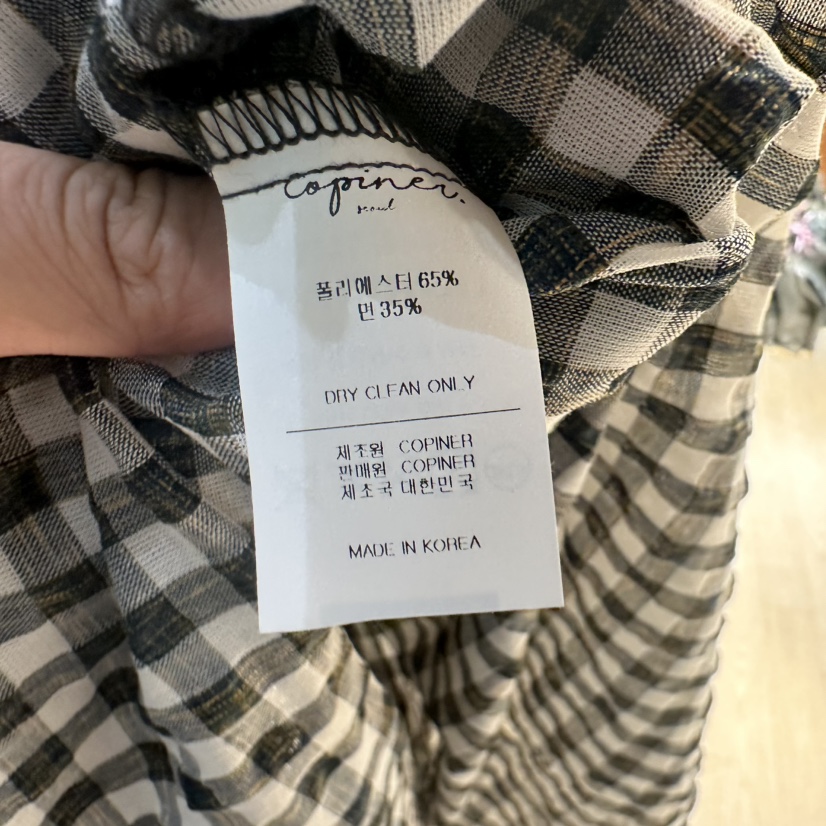 copiner.
seoul
폴리에스터 65%
면 35%
DRY CLEAN ONLY
제조원 COPINER
판매원 COPINER
제조국 대한민국
MADE IN KOREA